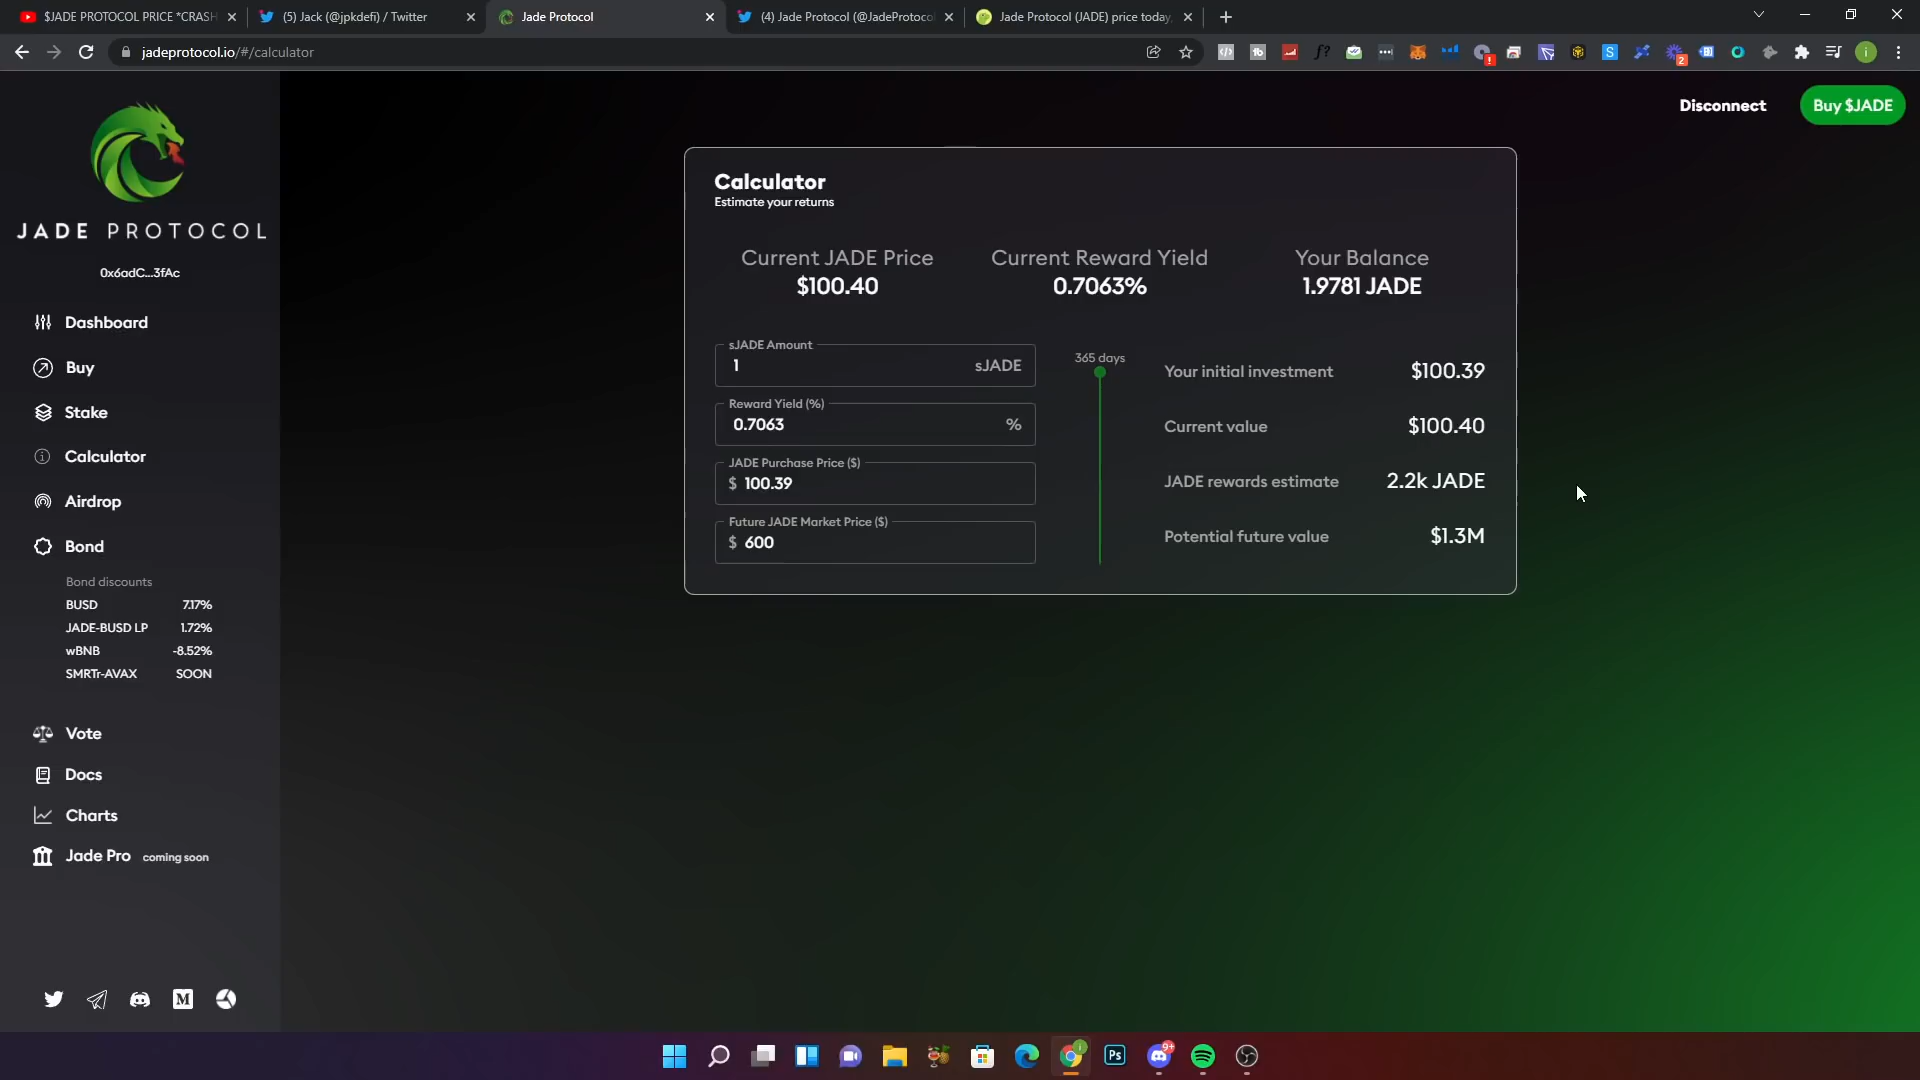 $JADE PROTOCOL PRICE *CRASH
(5) Jack (@jpkdefi) / Twitter
Jade Protocol
(4) Jade Protocol (@JadeProtoco
Jade Protocol (JADE) price today,
jadeprotocol.io/#/calculator
Disconnect
Buy $JADE
JADE PROTOCOL
0x6adC...3fAc
Dashboard
Buy
Stake
Calculator
Airdrop
Bond
Bond discounts
BUSD 7.17%
JADE-BUSD LP 1.72%
wBNB -8.52%
SMRTr-AVAX SOON
Vote
Docs
Charts
Jade Pro coming soon
Calculator
Estimate your returns
Current JADE Price
$100.40
Current Reward Yield
0.7063%
Your Balance
1.9781 JADE
sJADE Amount
1 sJADE
Reward Yield (%)
0.7063 %
JADE Purchase Price ($)
$ 100.39
Future JADE Market Price ($)
$ 600
365 days
Your initial investment $100.39
Current value $100.40
JADE rewards estimate 2.2k JADE
Potential future value $1.3M
2
9+
Ps